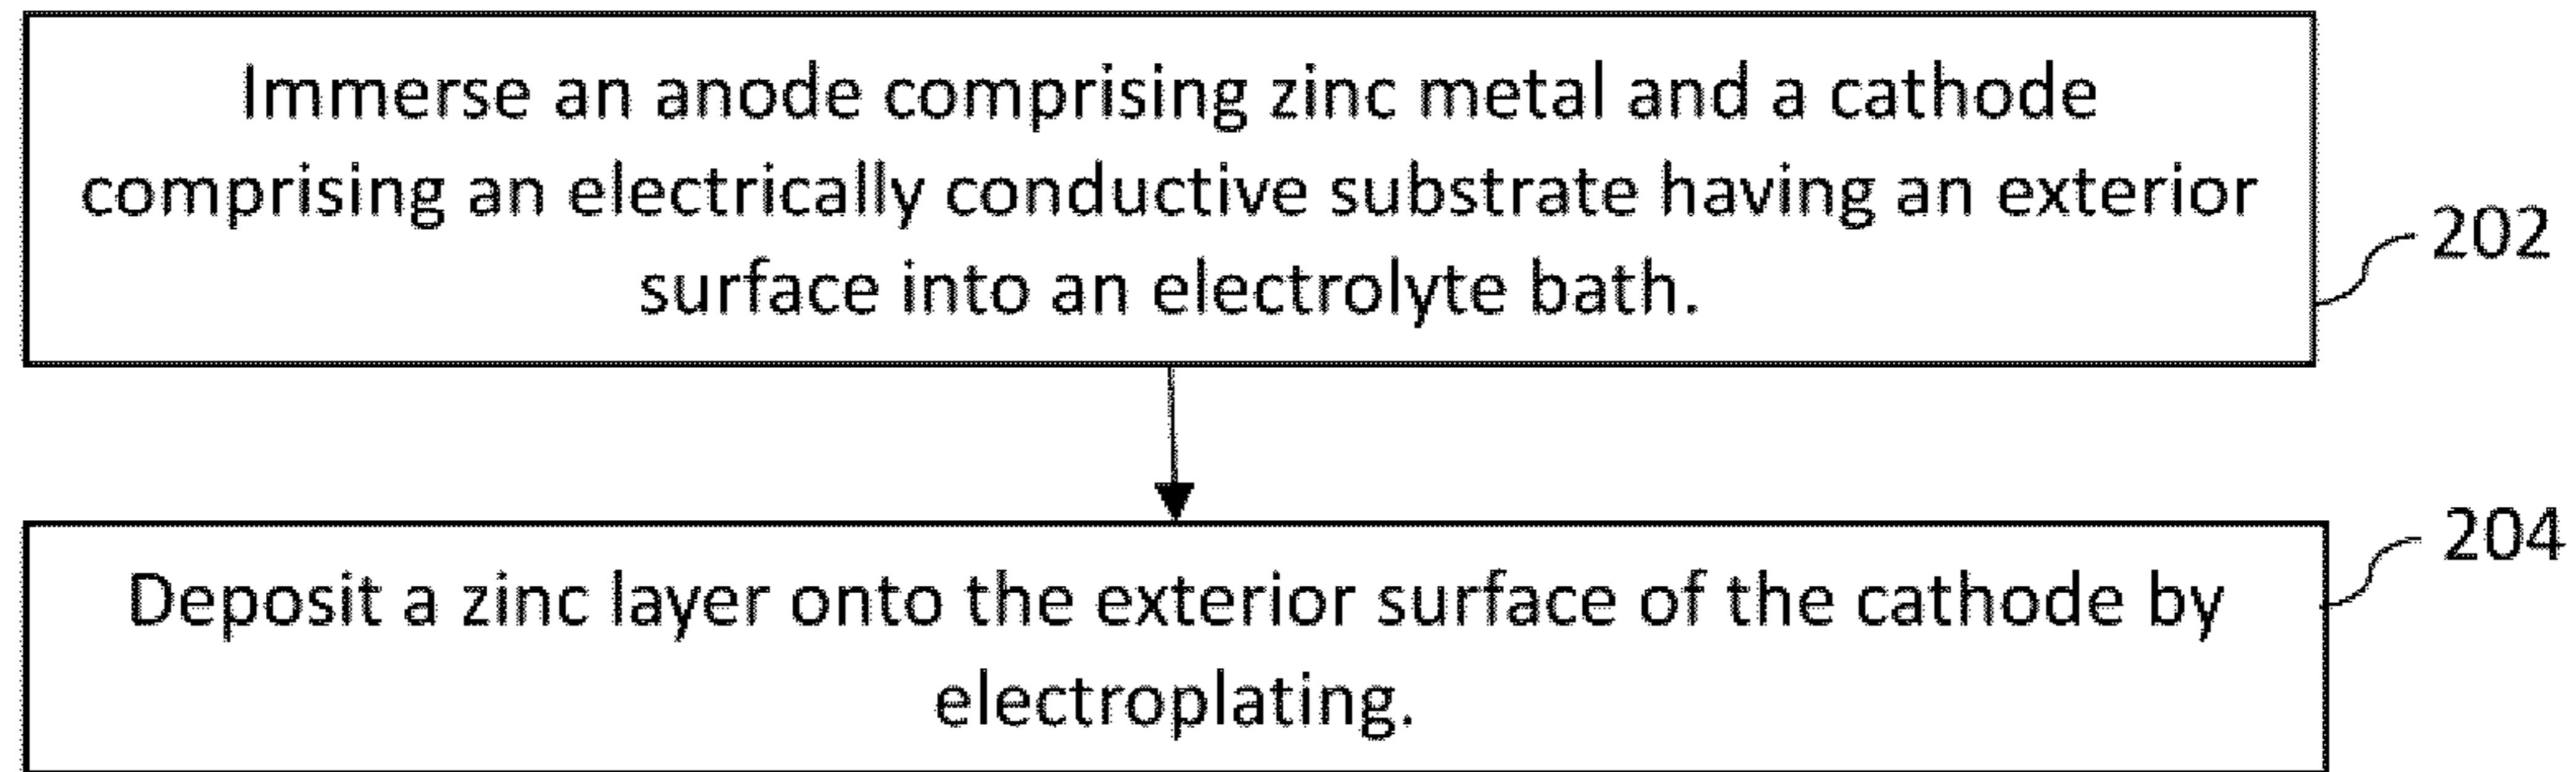 Immerse an anode comprising zinc metal and a cathode
comprising an electrically conductive substrate having an exterior
surface into an electrolyte bath.
202
Deposit a zinc layer onto the exterior surface of the cathode by
electroplating.
204